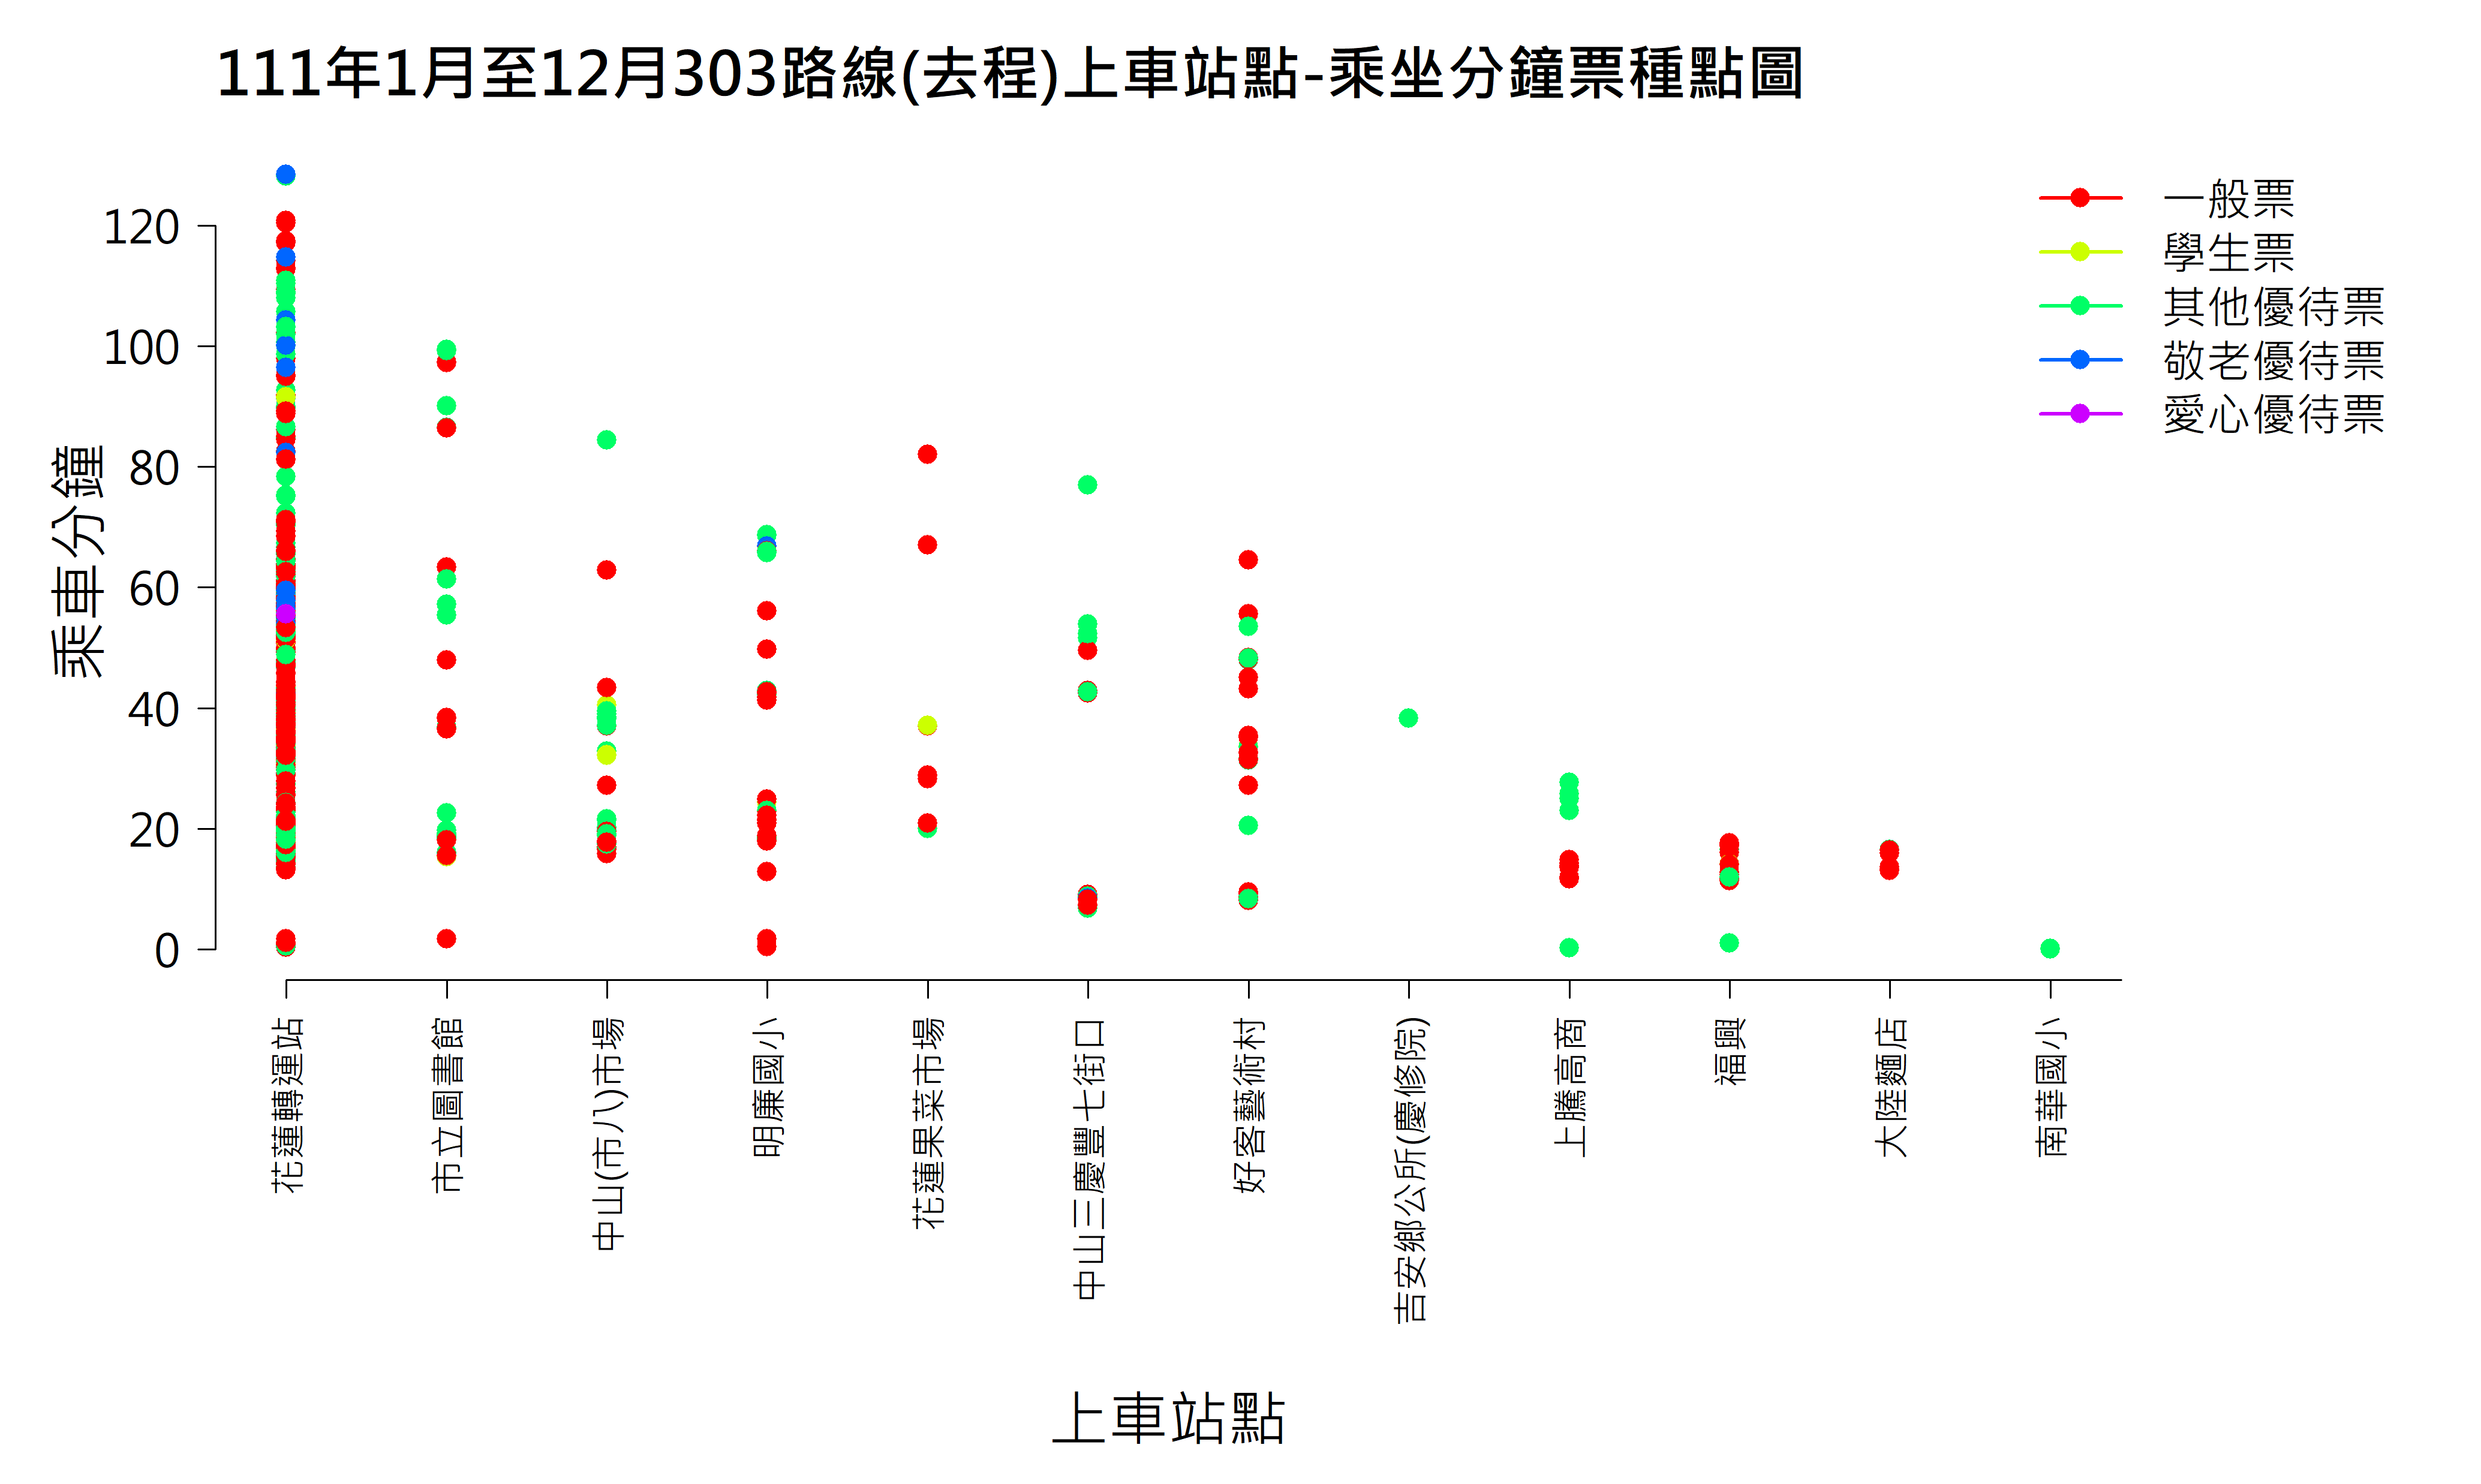 111年1月至12月303路線(去程)上車站點-乘坐分鐘票種點圖
一般票
學生票
其他優待票
敬老優待票
愛心優待票
乘車分鐘
120
100
80
60
40
20
0
花蓮轉運站
市立圖書館
中山(市八)市場
明廉國小
花蓮果菜市場
中山三慶豐七街口
好客藝術村
吉安鄉公所(慶修院)
上騰高商
福興
大陸麵店
南華國小
上車站點